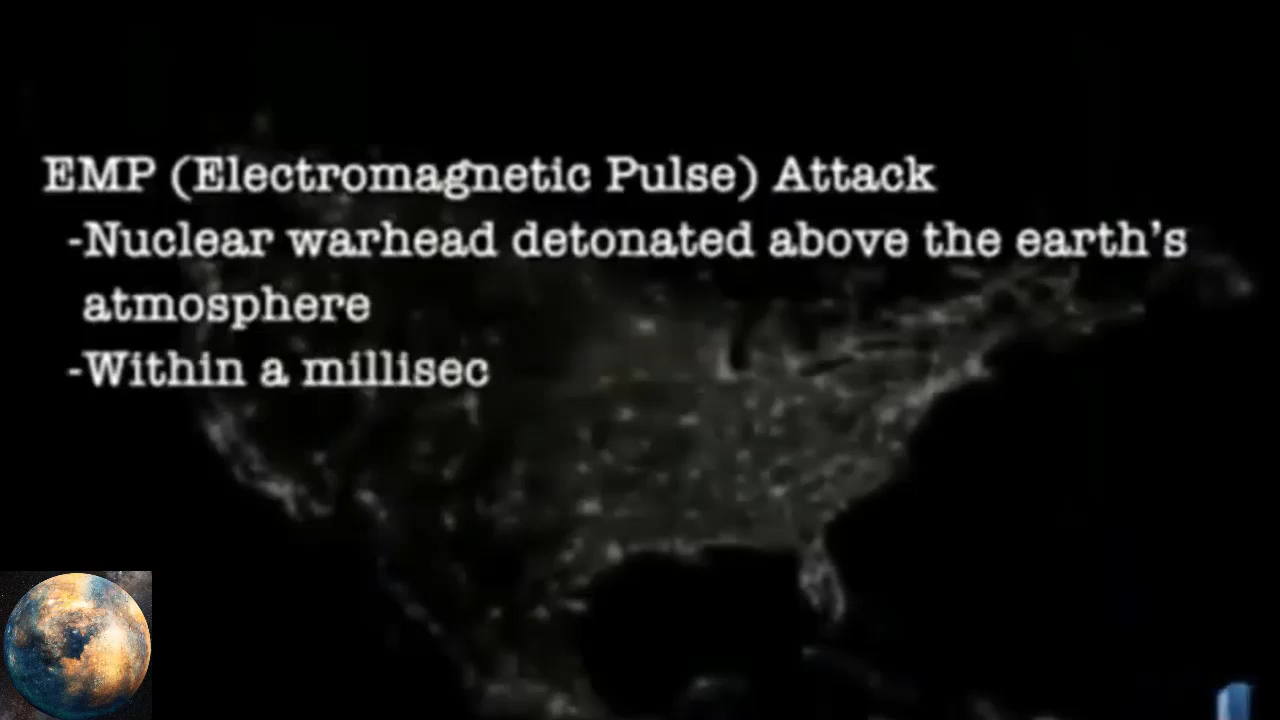 EMP (Electromagnetic Pulse) Attack
-Nuclear warhead detonated above the earth’s
atmosphere
-Within a millisec